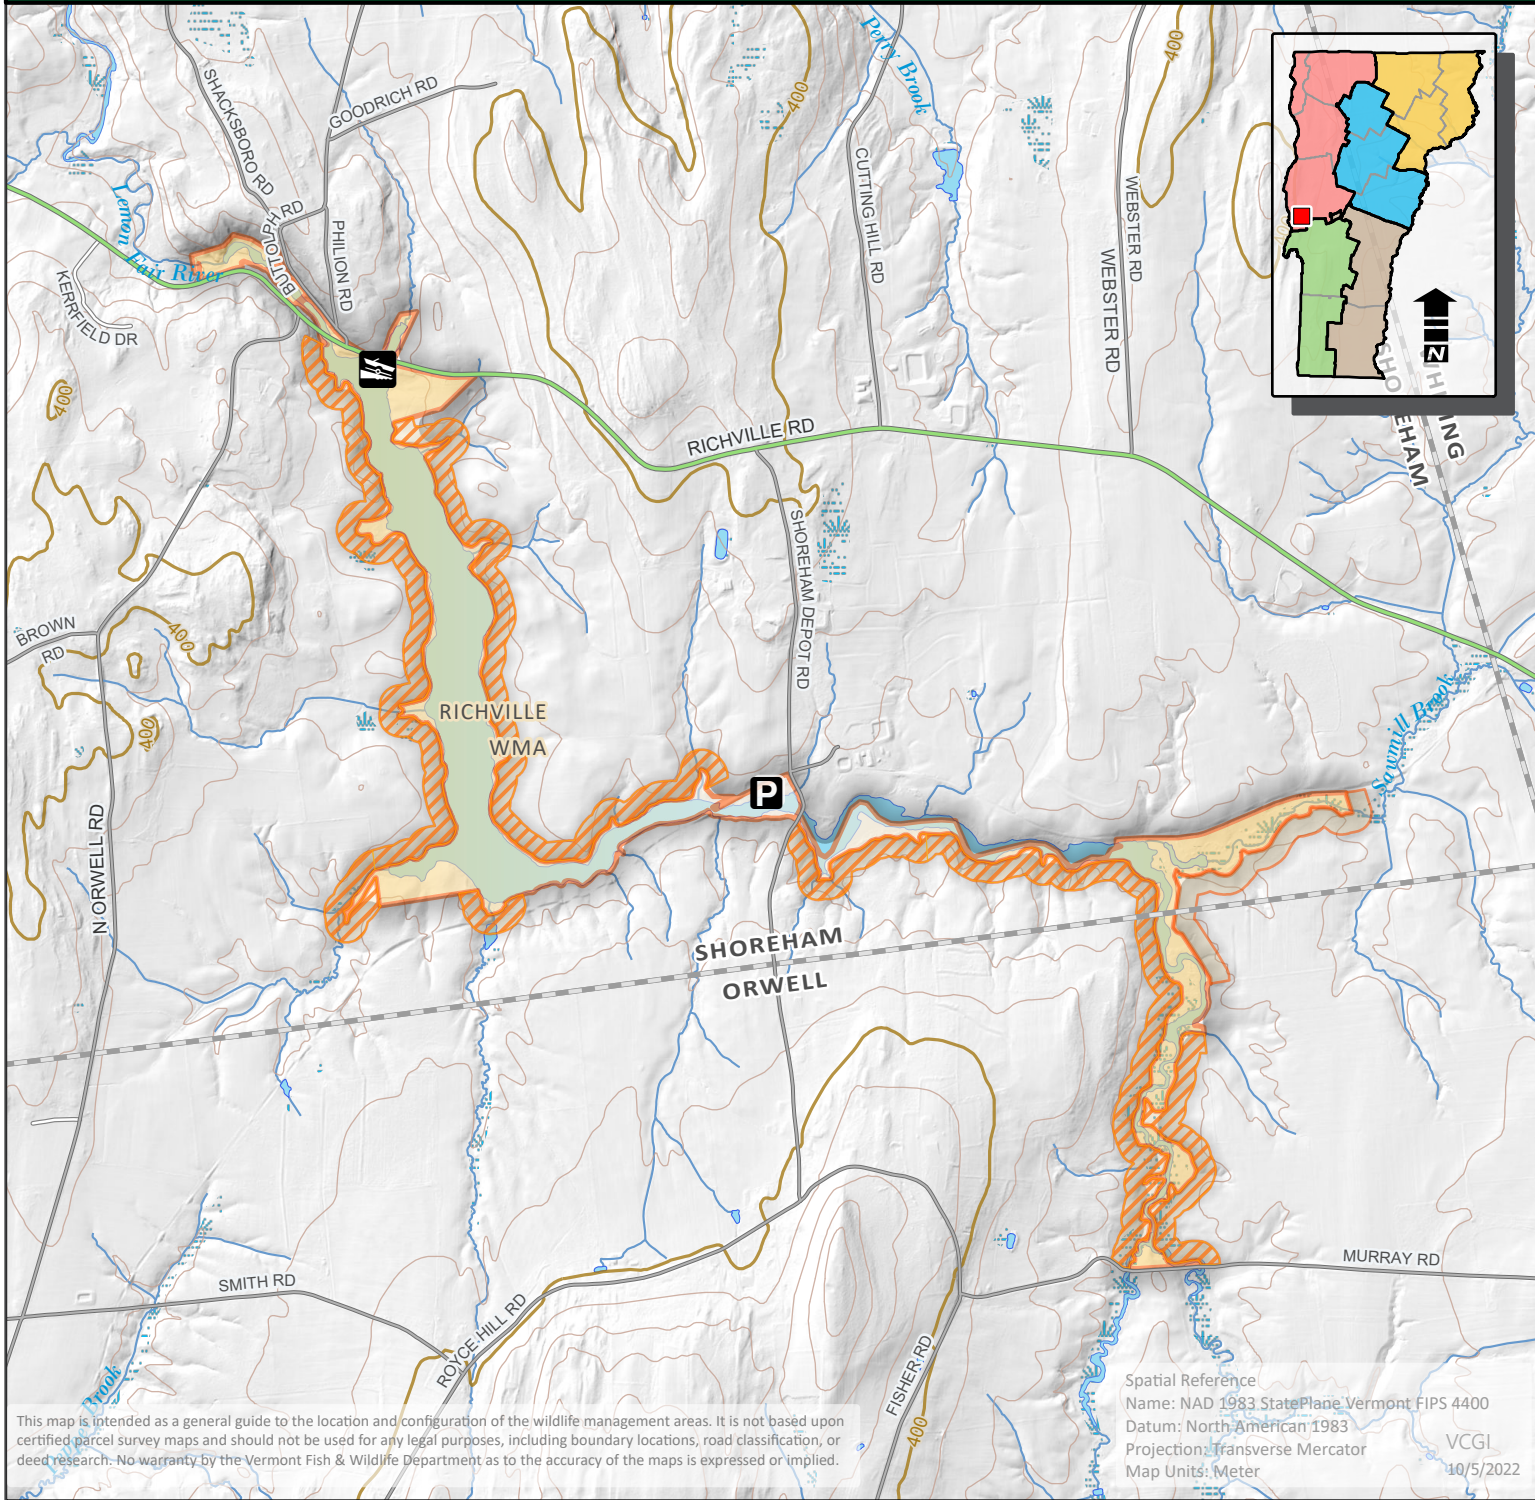 Perry Brook
400
400
SHACKSBORO RD
GOODRICH RD
CUTTING HILL RD
WEBSTER RD
WEBSTER RD
Lemon
Fair River
BUTTOLPH RD
PHILION RD
KERRFIELD DR
N
SHOREHAM
WHITING
400
RICHVILLE RD
SHOREHAM DEPOT RD
BROWN
RD
400
400
RICHVILLE
WMA
Sawmill Brook
P
N ORWELL RD
SHOREHAM
ORWELL
SMITH RD
ROYCE HILL RD
FISHER RD
400
MURRAY RD
Brook
This map is intended as a general guide to the location and configuration of the wildlife management areas. It is not based upon
certified parcel survey maps and should not be used for any legal purposes, including boundary locations, road classification, or
deed research. No warranty by the Vermont Fish & Wildlife Department as to the accuracy of the maps is expressed or implied.
Spatial Reference
Name: NAD 1983 StatePlane Vermont FIPS 4400
Datum: North American 1983
Projection: Transverse Mercator
Map Units: Meter
VCGI
10/5/2022